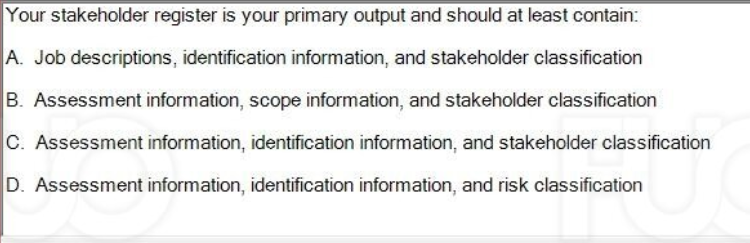 Your stakeholder register is your primary output and should at least contain:
A. Job descriptions, identification information, and stakeholder classification
B. Assessment information, scope information, and stakeholder classification
C. Assessment information, identification information, and stakeholder classification
D. Assessment information, identification information, and risk classification